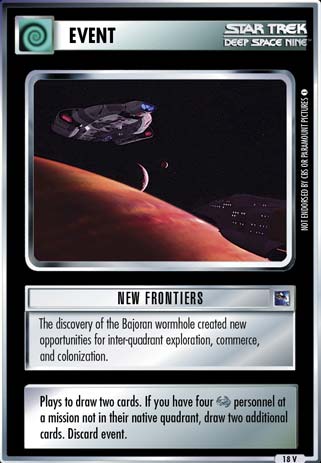 EVENT
STAR TREK
DEEP SPACE NINE™
NOT ENDORSED BY CBS OR PARAMOUNT PICTURES
NEW FRONTIERS
The discovery of the Bajoran wormhole created new
opportunities for inter-quadrant exploration, commerce,
and colonization.
Plays to draw two cards. If you have four personnel at
a mission not in their native quadrant, draw two additional
cards. Discard event.
18 V